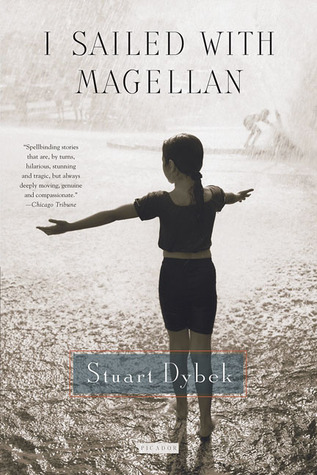 I SAILED WITH
MAGELLAN
“Spellbinding stories
that are, by turns,
hilarious, stunning
and tragic, but always
deeply moving, genuine
and compassionate.”
—Chicago Tribune
Stuart Dybek
PICADOR